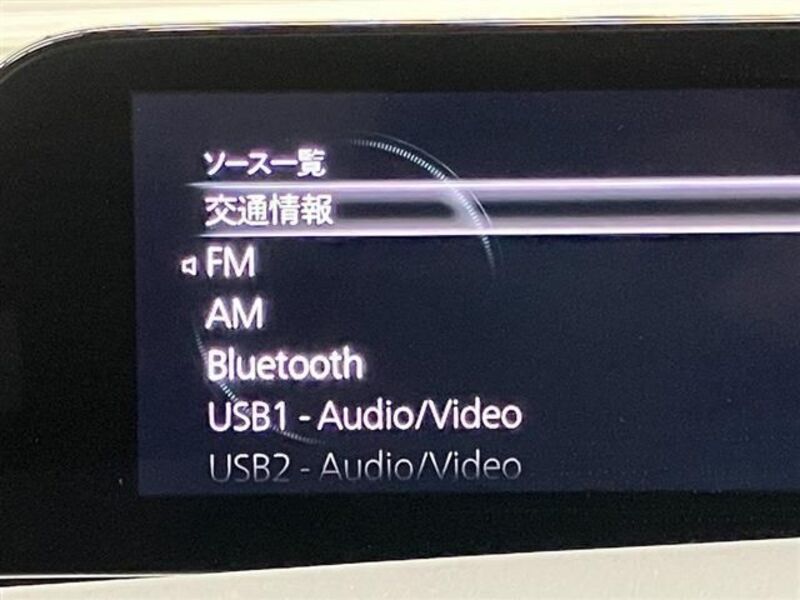 ソース一覧
交通情報
FM
AM
Bluetooth
USB1 - Audio/Video
USB2 - Audio/Video